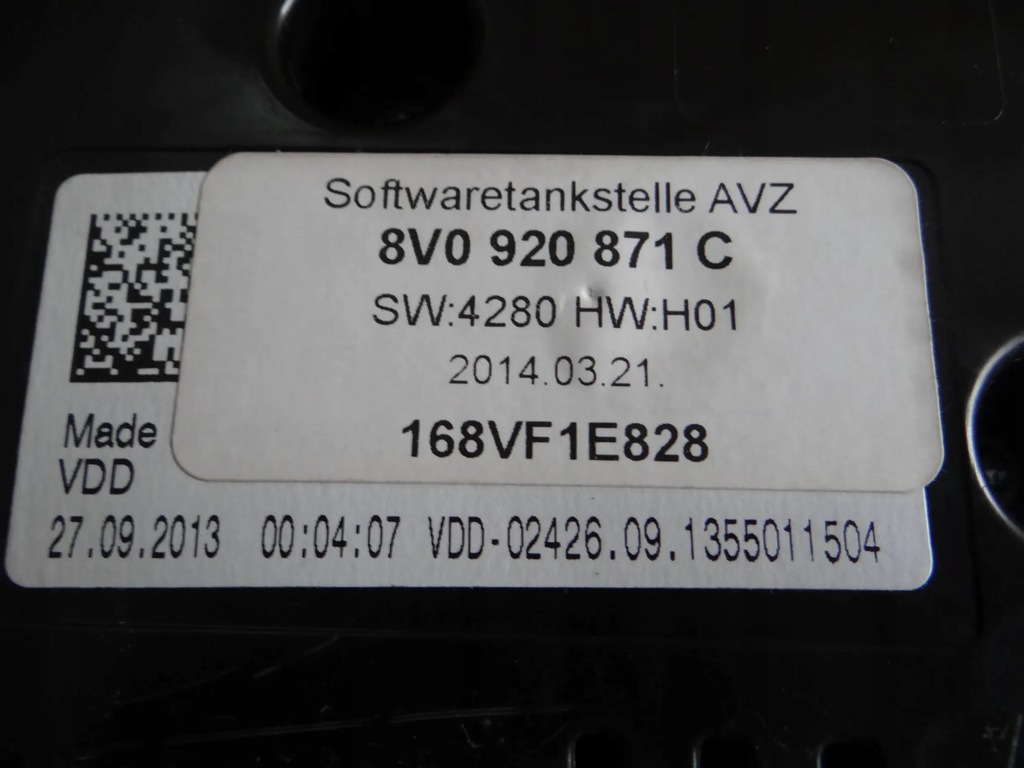 Softwaretankstelle AVZ
8V0 920 871 C
SW:4280 HW:H01
2014.03.21.
168VF1E828
Made
VDD
27.09.2013 00:04:07 VDD-02426.09.1355011504